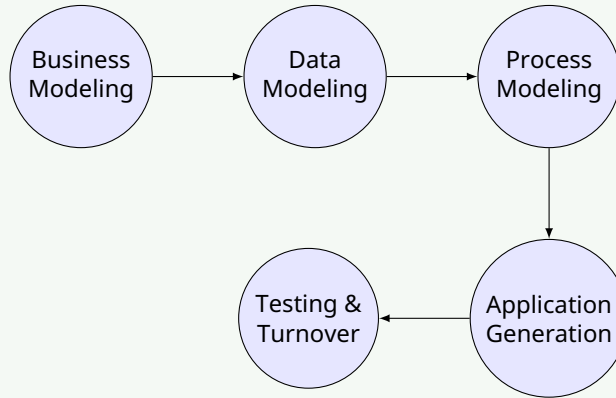 Business
Modeling
Data
Modeling
Process
Modeling
Testing &
Turnover
Application
Generation